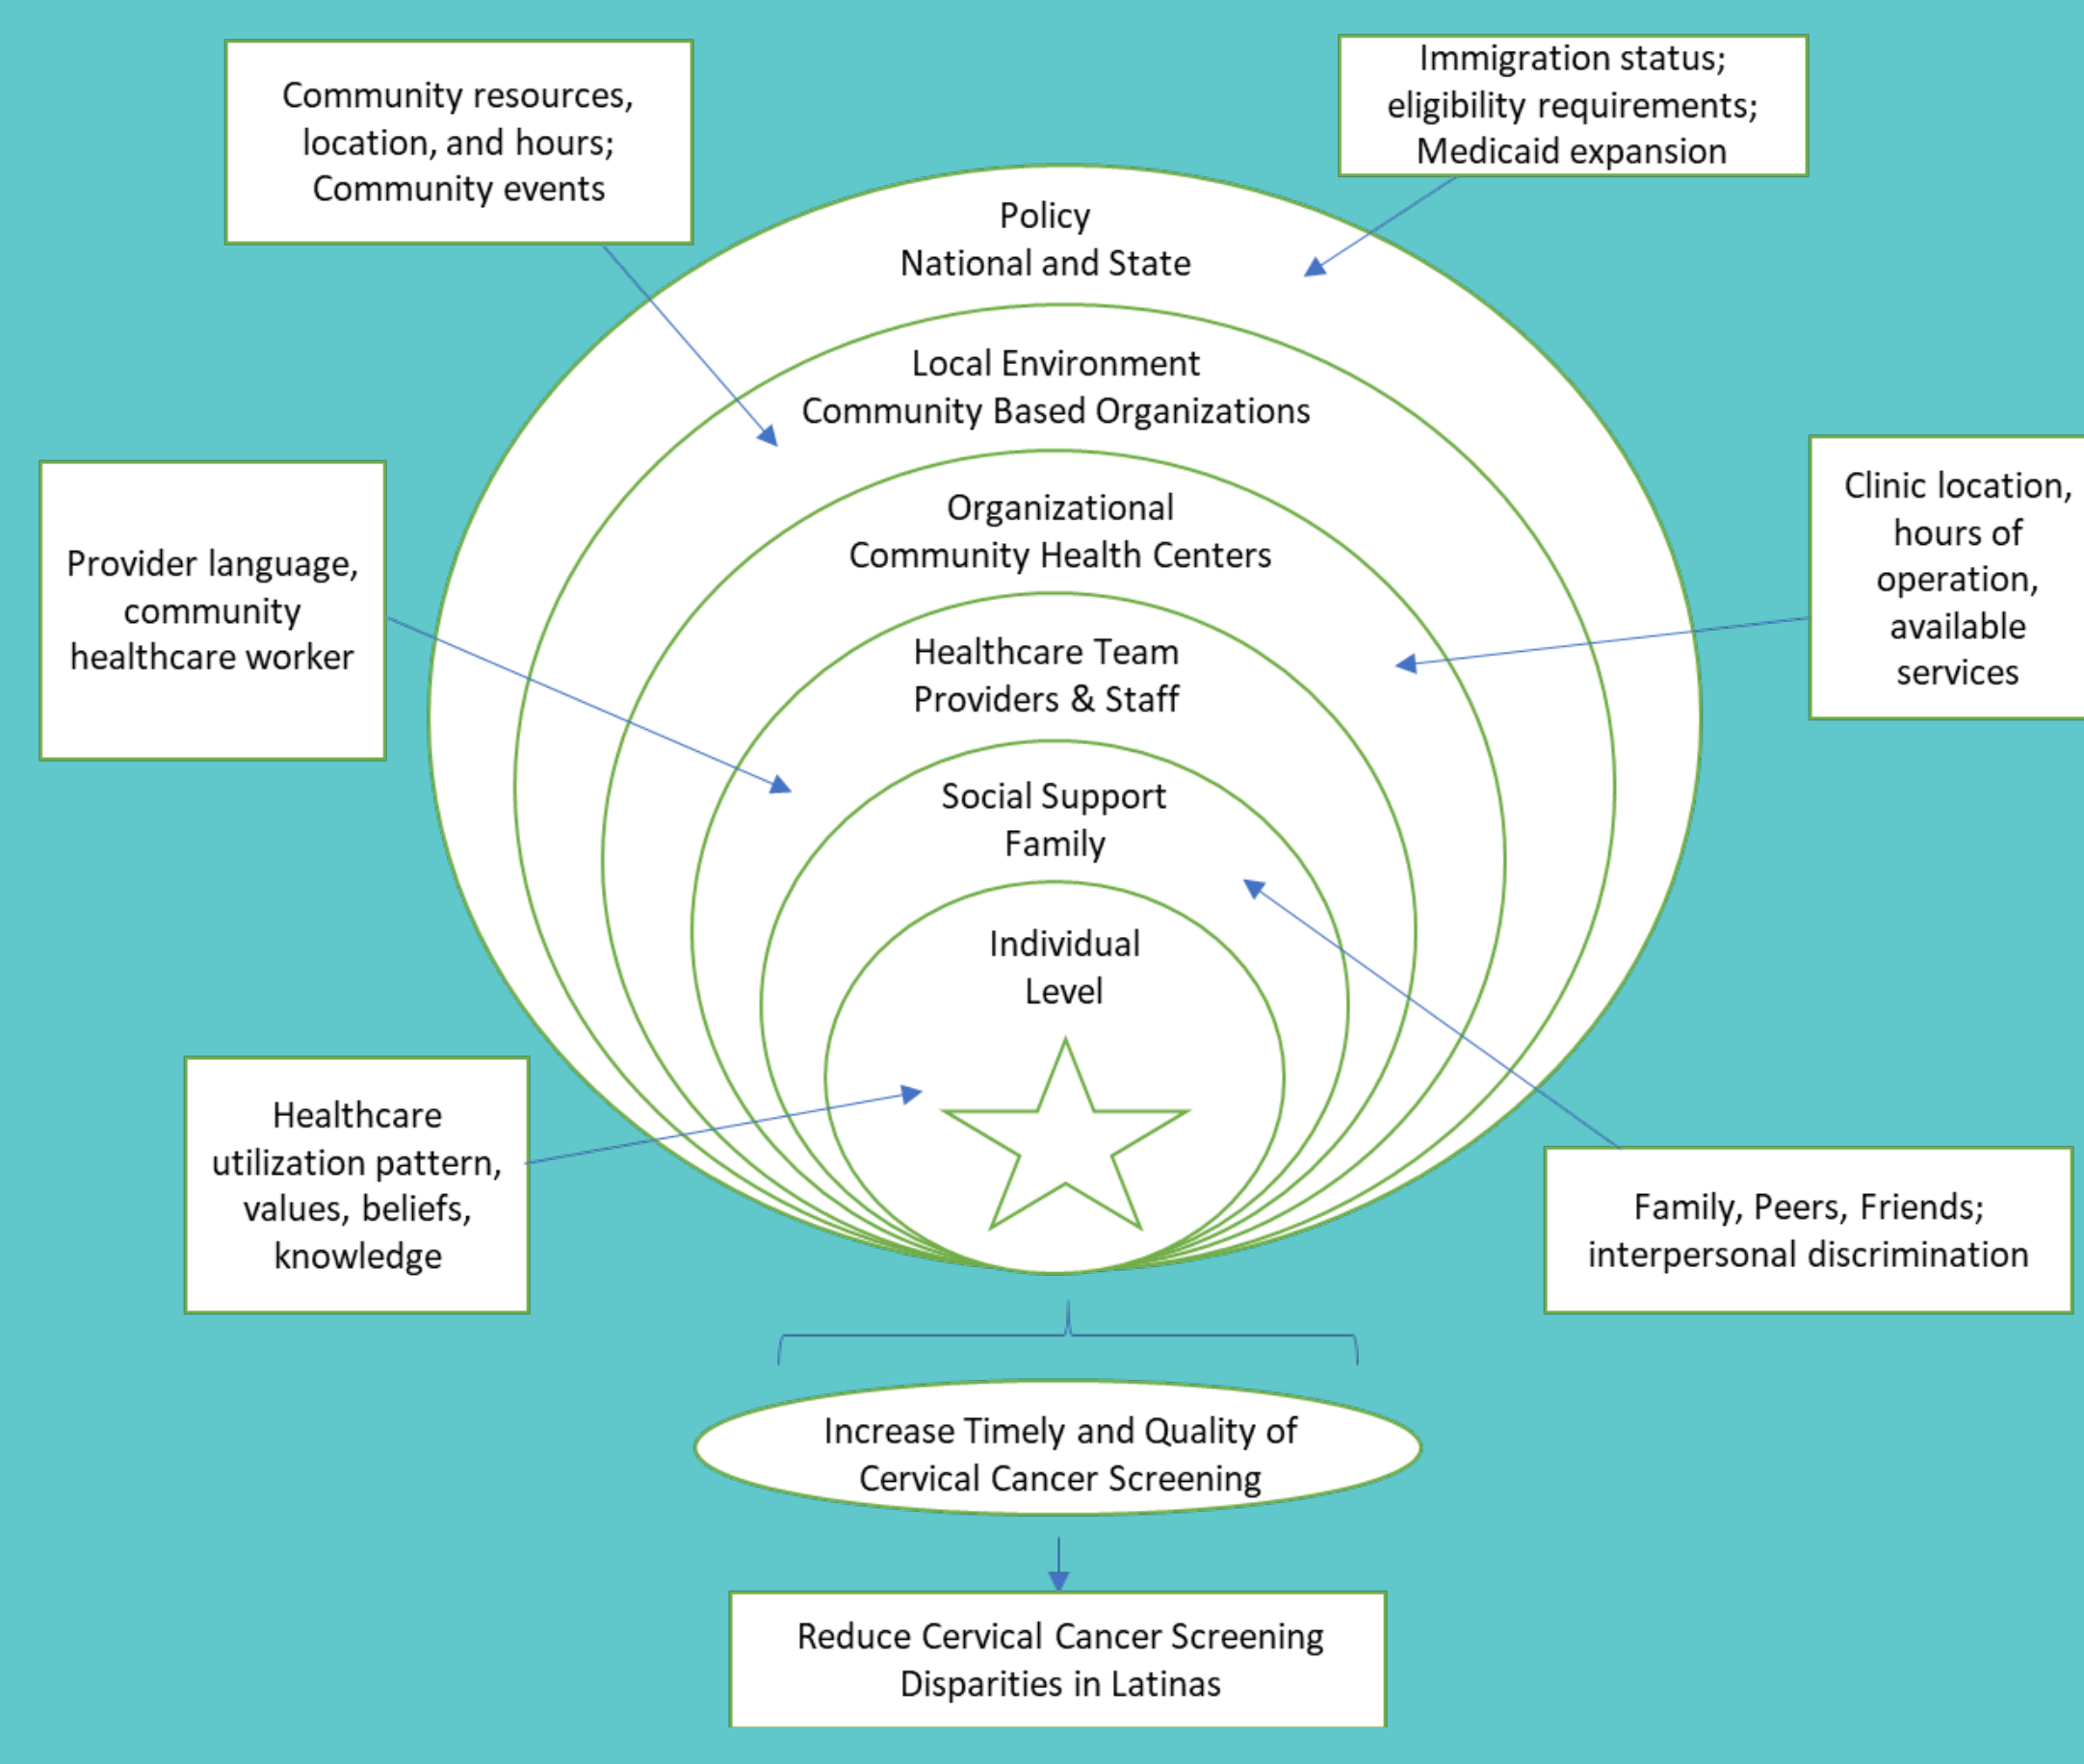 Community resources,
location, and hours;
Community events
Immigration status;
eligibility requirements;
Medicaid expansion
Policy
National and State
Local Environment
Community Based Organizations
Clinic location,
hours of
operation,
available
services
Provider language,
community
healthcare worker
Organizational
Community Health Centers
Healthcare Team
Providers & Staff
Social Support
Family
Individual
Level
Healthcare
utilization pattern,
values, beliefs,
knowledge
Family, Peers, Friends;
interpersonal discrimination
Increase Timely and Quality of
Cervical Cancer Screening
Reduce Cervical Cancer Screening
Disparities in Latinas